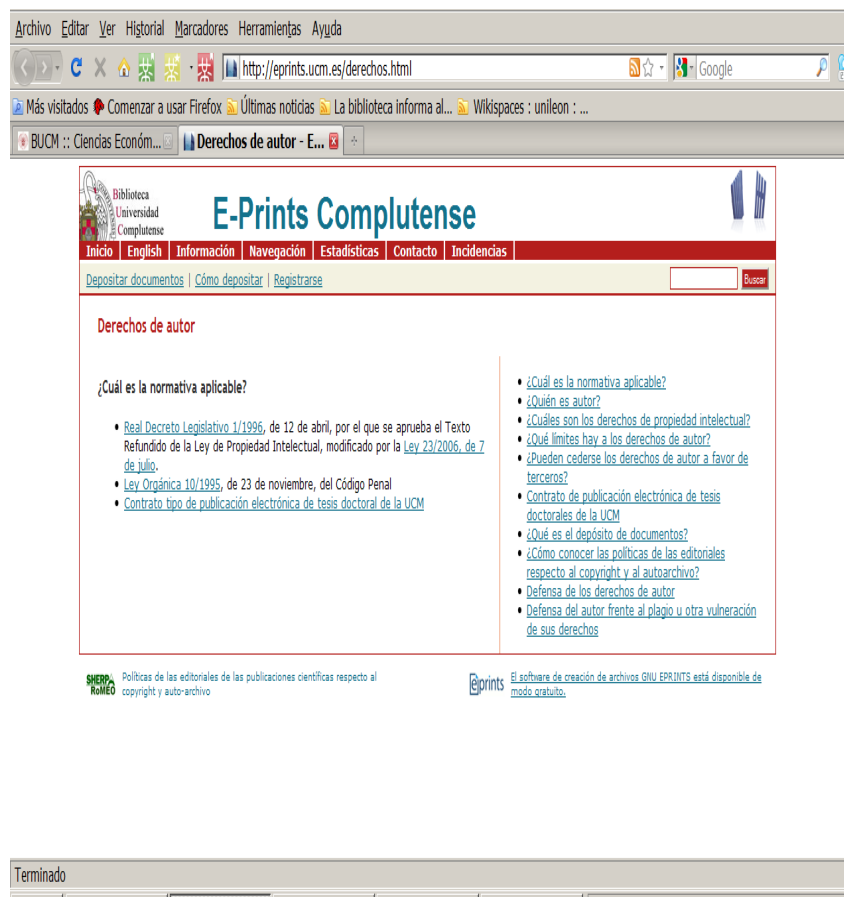 Archivo Editar Ver Historial Marcadores Herramientas Ayuda
http://eprints.ucm.es/derechos.html Google
Más visitados Comenzar a usar Firefox Últimas noticias La biblioteca informa al... Wikispaces : unileon : ...
BUCM :: Ciencias Económ... Derechos de autor - E...
Biblioteca
Universidad
Complutense
E-Prints Complutense
Inicio English Información Navegación Estadísticas Contacto Incidencias
Depositar documentos | Cómo depositar | Registrarse Buscar
Derechos de autor
¿Cuál es la normativa aplicable?
• Real Decreto Legislativo 1/1996, de 12 de abril, por el que se aprueba el Texto
Refundido de la Ley de Propiedad Intelectual, modificado por la Ley 23/2006, de 7
de julio.
• Ley Orgánica 10/1995, de 23 de noviembre, del Código Penal
• Contrato tipo de publicación electrónica de tesis doctoral de la UCM
• ¿Cuál es la normativa aplicable?
• ¿Quién es autor?
• ¿Cuáles son los derechos de propiedad intelectual?
• ¿Qué límites hay a los derechos de autor?
• ¿Pueden cederse los derechos de autor a favor de
terceros?
• Contrato de publicación electrónica de tesis
doctorales de la UCM
• ¿Qué es el depósito de documentos?
• ¿Cómo conocer las políticas de las editoriales
respecto al copyright y al autoarchivo?
• Defensa de los derechos de autor
• Defensa del autor frente al plagio u otra vulneración
de sus derechos
SHERPA
RoMEO
Políticas de las editoriales de las publicaciones científicas respecto al
copyright y auto-archivo
eprints
El software de creación de archivos GNU EPRINTS está disponible de
modo gratuito.
Terminado